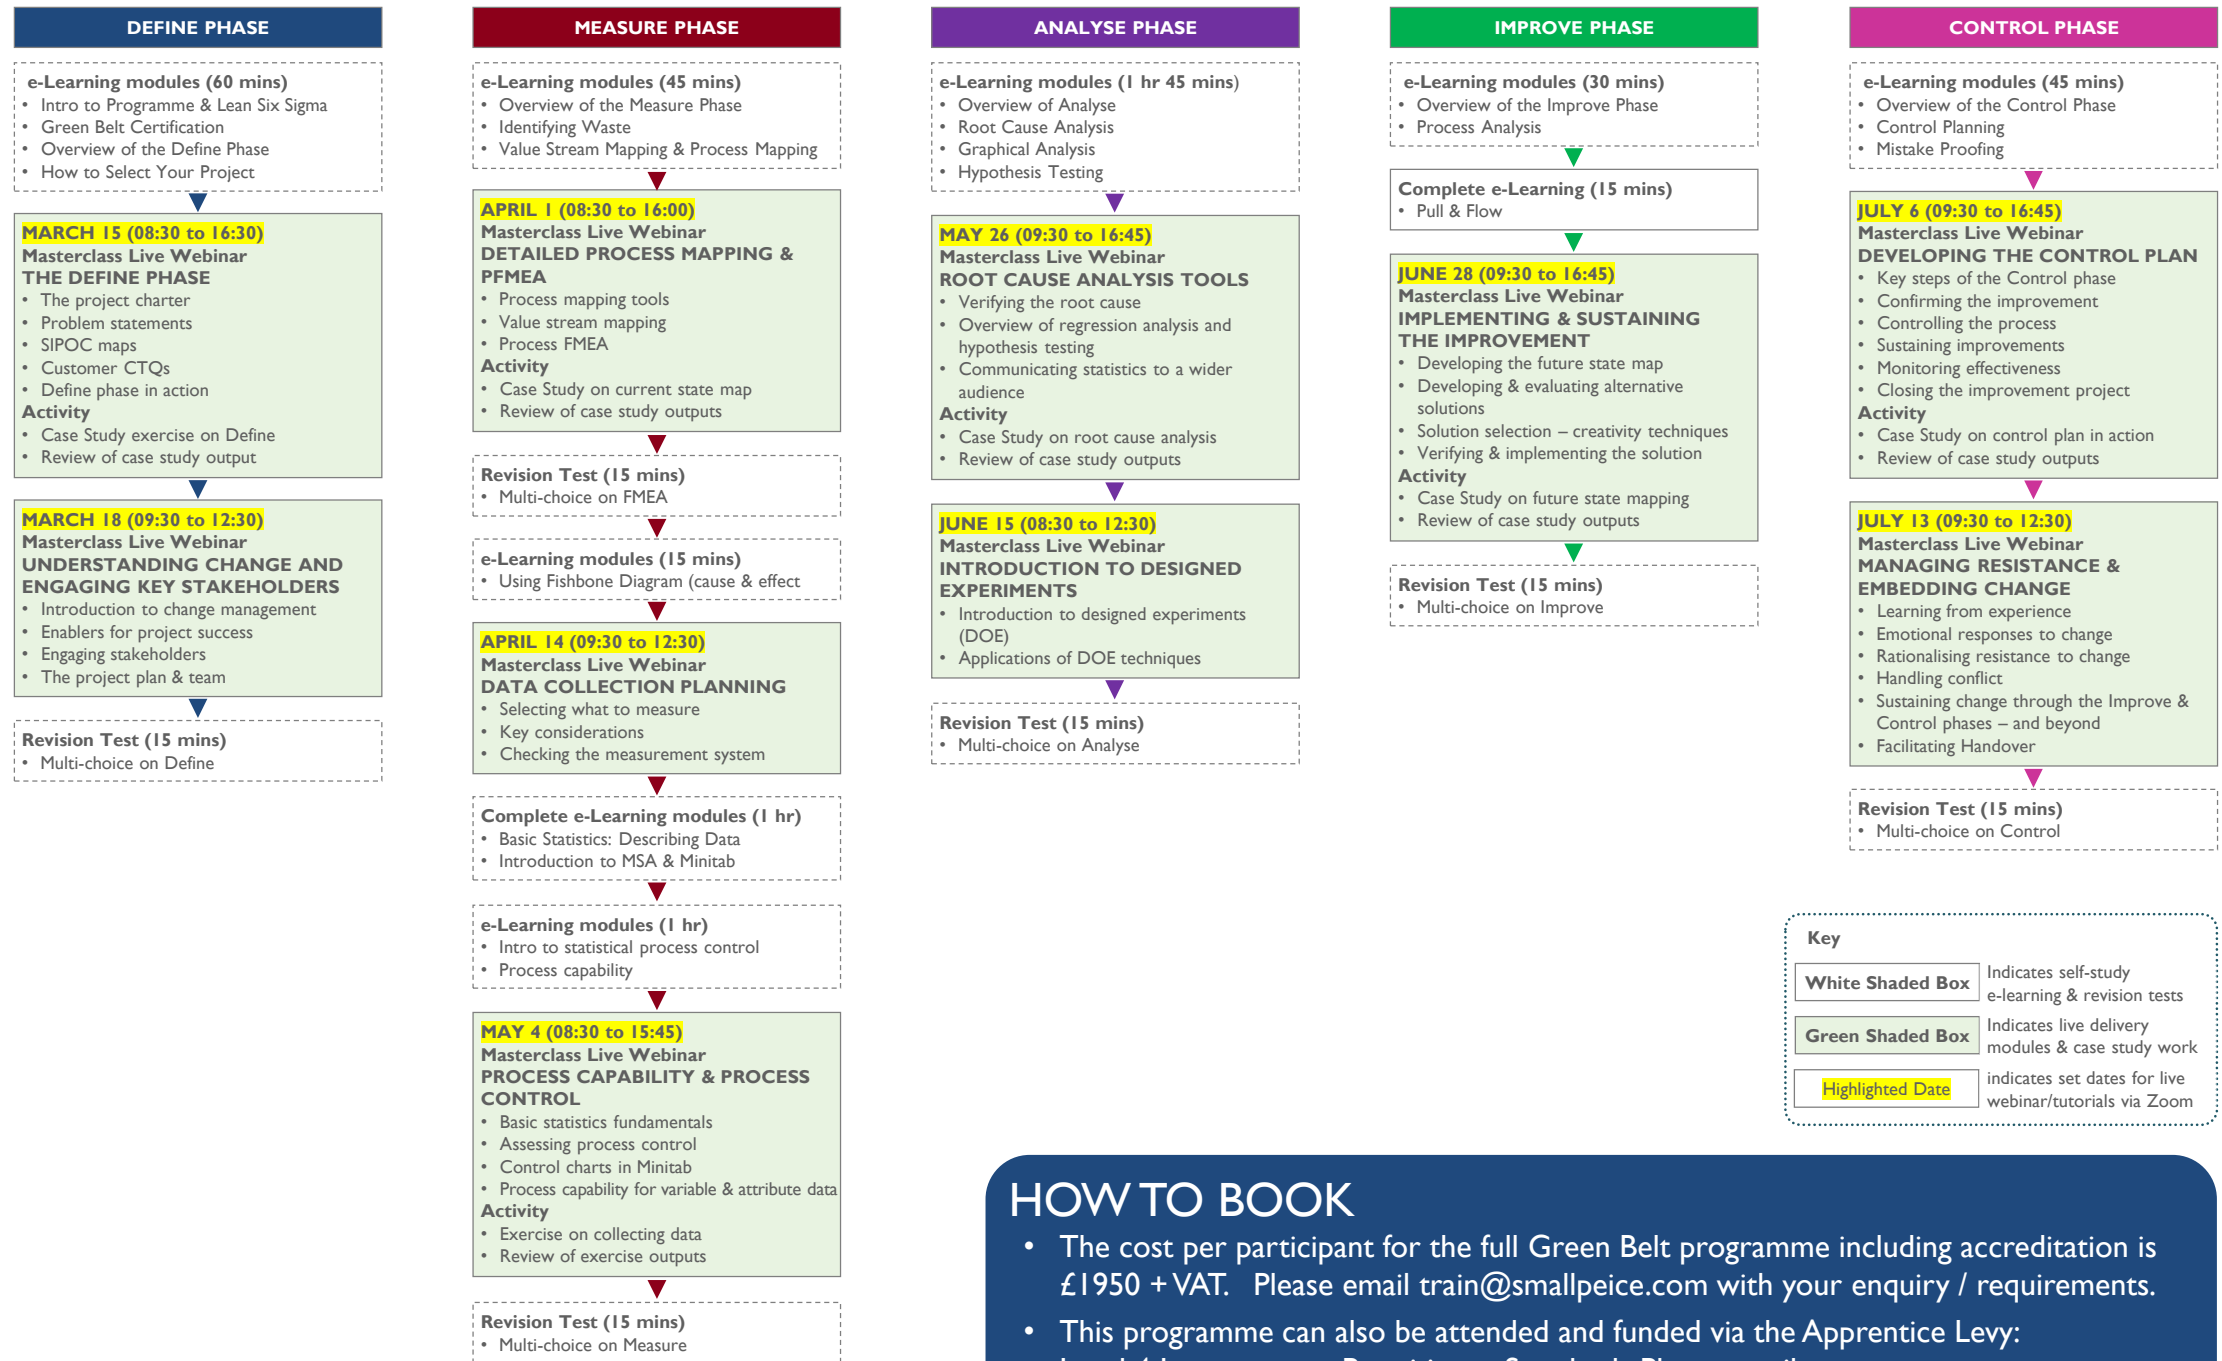 DEFINE PHASE
e-Learning modules (60 mins)
• Intro to Programme & Lean Six Sigma
• Green Belt Certification
• Overview of the Define Phase
• How to Select Your Project
MARCH 15 (08:30 to 16:30)
Masterclass Live Webinar
THE DEFINE PHASE
• The project charter
• Problem statements
• SIPOC maps
• Customer CTQs
• Define phase in action
Activity
• Case Study exercise on Define
• Review of case study output
MARCH 18 (09:30 to 12:30)
Masterclass Live Webinar
UNDERSTANDING CHANGE AND
ENGAGING KEY STAKEHOLDERS
• Introduction to change management
• Enablers for project success
• Engaging stakeholders
• The project plan & team
Revision Test (15 mins)
• Multi-choice on Define
MEASURE PHASE
e-Learning modules (45 mins)
• Overview of the Measure Phase
• Identifying Waste
• Value Stream Mapping & Process Mapping
APRIL 1 (08:30 to 16:00)
Masterclass Live Webinar
DETAILED PROCESS MAPPING &
PFMEA
• Process mapping tools
• Value stream mapping
• Process FMEA
Activity
• Case Study on current state map
• Review of case study outputs
Revision Test (15 mins)
• Multi-choice on FMEA
e-Learning modules (15 mins)
• Using Fishbone Diagram (cause & effect
APRIL 14 (09:30 to 12:30)
Masterclass Live Webinar
DATA COLLECTION PLANNING
• Selecting what to measure
• Key considerations
• Checking the measurement system
Complete e-Learning modules (1 hr)
• Basic Statistics: Describing Data
• Introduction to MSA & Minitab
e-Learning modules (1 hr)
• Intro to statistical process control
• Process capability
MAY 4 (08:30 to 15:45)
Masterclass Live Webinar
PROCESS CAPABILITY & PROCESS
CONTROL
• Basic statistics fundamentals
• Assessing process control
• Control charts in Minitab
• Process capability for variable & attribute data
Activity
• Exercise on collecting data
• Review of exercise outputs
Revision Test (15 mins)
• Multi-choice on Measure
ANALYSE PHASE
e-Learning modules (1 hr 45 mins)
• Overview of Analyse
• Root Cause Analysis
• Graphical Analysis
• Hypothesis Testing
MAY 26 (09:30 to 16:45)
Masterclass Live Webinar
ROOT CAUSE ANALYSIS TOOLS
• Verifying the root cause
• Overview of regression analysis and
hypothesis testing
• Communicating statistics to a wider
audience
Activity
• Case Study on root cause analysis
• Review of case study outputs
JUNE 15 (08:30 to 12:30)
Masterclass Live Webinar
INTRODUCTION TO DESIGNED
EXPERIMENTS
• Introduction to designed experiments
(DOE)
• Applications of DOE techniques
Revision Test (15 mins)
• Multi-choice on Analyse
IMPROVE PHASE
e-Learning modules (30 mins)
• Overview of the Improve Phase
• Process Analysis
Complete e-Learning (15 mins)
• Pull & Flow
JUNE 28 (09:30 to 16:45)
Masterclass Live Webinar
IMPLEMENTING & SUSTAINING
THE IMPROVEMENT
• Developing the future state map
• Developing & evaluating alternative
solutions
• Solution selection – creativity techniques
• Verifying & implementing the solution
Activity
• Case Study on future state mapping
• Review of case study outputs
Revision Test (15 mins)
• Multi-choice on Improve
CONTROL PHASE
e-Learning modules (45 mins)
• Overview of the Control Phase
• Control Planning
• Mistake Proofing
JULY 6 (09:30 to 16:45)
Masterclass Live Webinar
DEVELOPING THE CONTROL PLAN
• Key steps of the Control phase
• Confirming the improvement
• Controlling the process
• Sustaining improvements
• Monitoring effectiveness
• Closing the improvement project
Activity
• Case Study on control plan in action
• Review of case study outputs
JULY 13 (09:30 to 12:30)
Masterclass Live Webinar
MANAGING RESISTANCE &
EMBEDDING CHANGE
• Learning from experience
• Emotional responses to change
• Rationalising resistance to change
• Handling conflict
• Sustaining change through the Improve &
Control phases – and beyond
• Facilitating Handover
Revision Test (15 mins)
• Multi-choice on Control
Key
White Shaded Box
Indicates self-study
e-learning & revision tests
Green Shaded Box
Indicates live delivery
modules & case study work
Highlighted Date
indicates set dates for live
webinar/tutorials via Zoom
HOW TO BOOK
• The cost per participant for the full Green Belt programme including accreditation is
£1950 + VAT. Please email train@smallpeice.com with your enquiry / requirements.
• This programme can also be attended and funded via the Apprentice Levy: